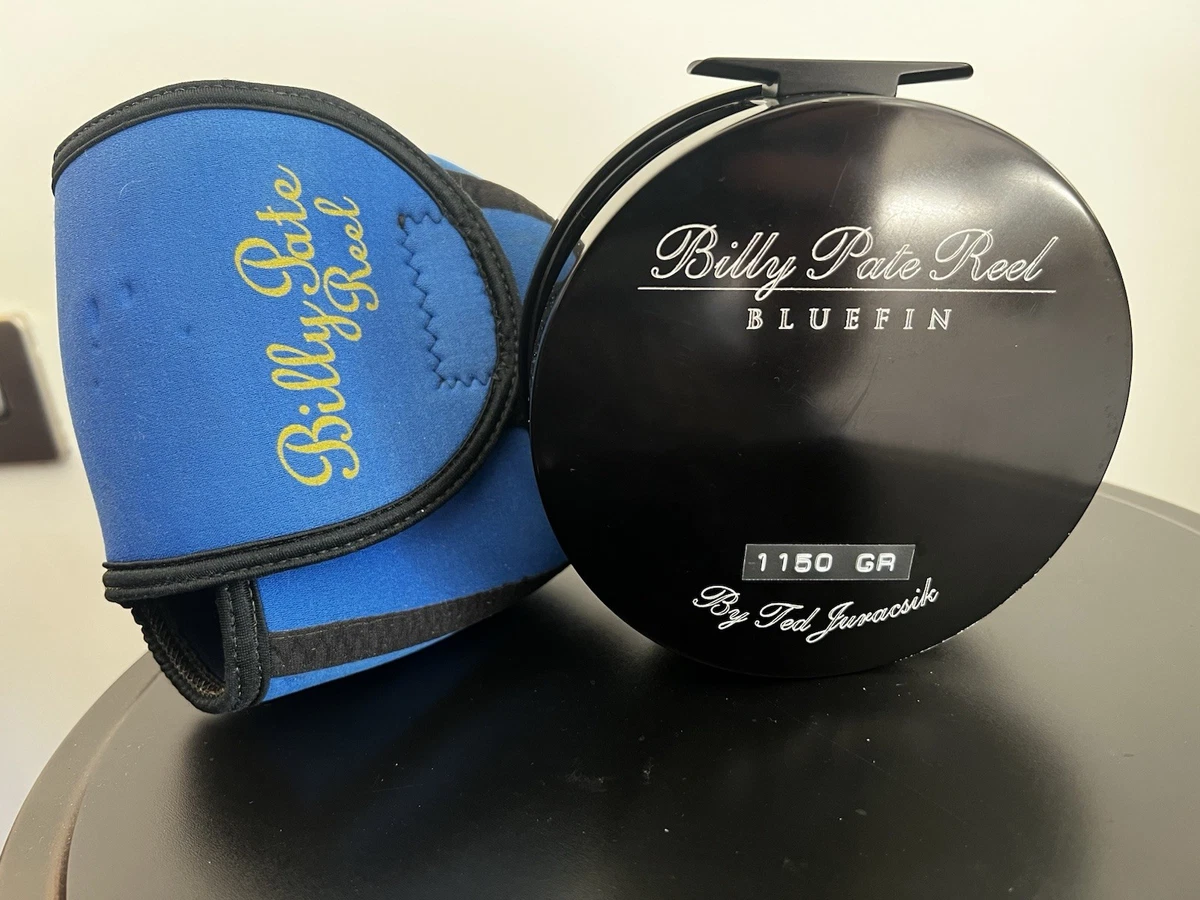 Billy Pate
Reel
Billy Pate Reel
BLUEFIN
1150 GR
By Ted Juracsik